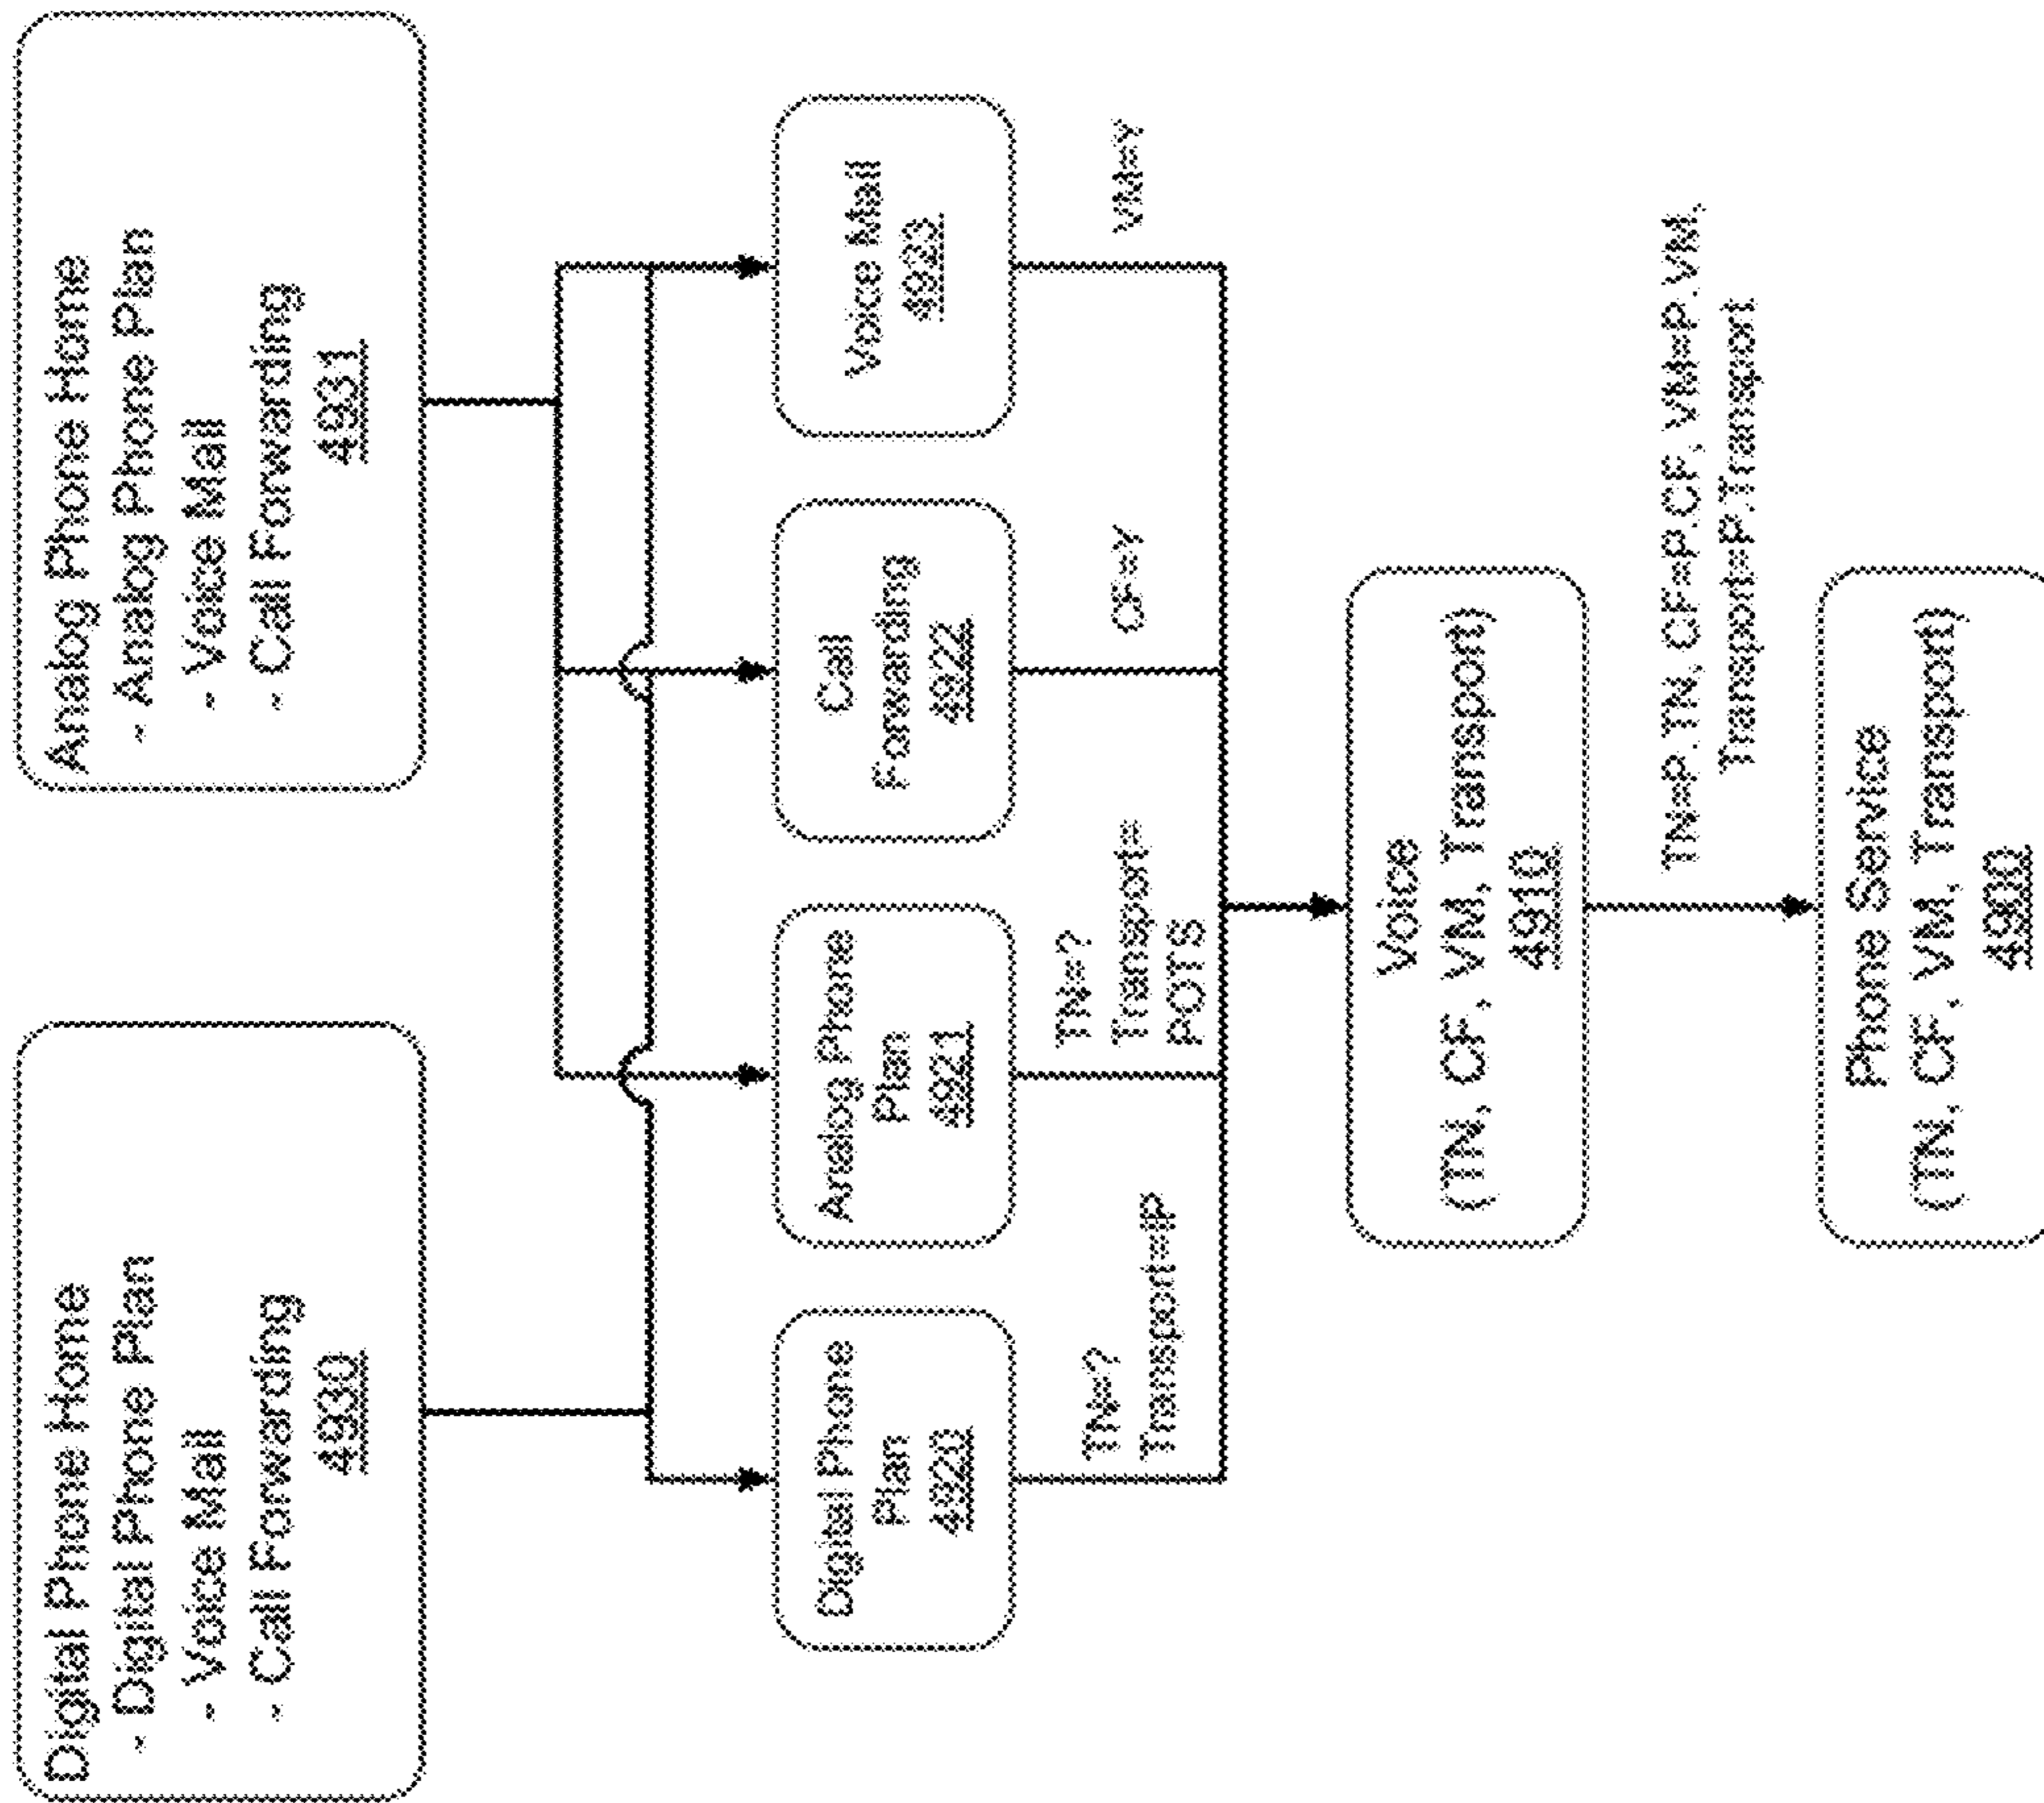 Digital Phone Home
- Digital Phone Plan
- Voice Mail
- Call Forwarding
4930
Analog Phone Home
- Analog Phone Plan
- Voice Mail
- Call Forwarding
4931
Digital Phone
Plan
4920
Analog Phone
Plan
4921
Call
Forwarding
4922
Voice Mail
4923
TN=?
Transport=IP
TN=?
Transport=
POTS
CF=Y
VM=Y
Voice
(TN, CF, VM, Transport)
4910
TN=P.TN, CF=P.CF, VM=P.VM,
Transport=P.Transport
Phone Service
(TN, CF, VM, Transport)
4900